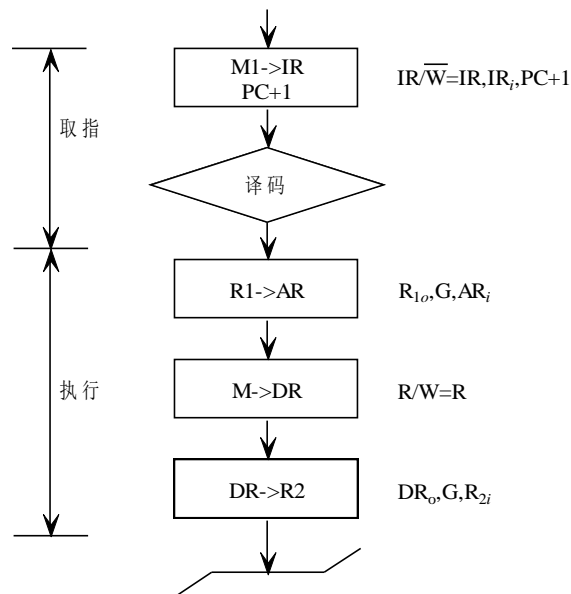 M1->IR
PC+1
IR/W̅=IR,IRi,PC+1
取指
译码
R1->AR
R1o,G,ARi
执行
M->DR
R/W=R
DR->R2
DRo,G,R2i